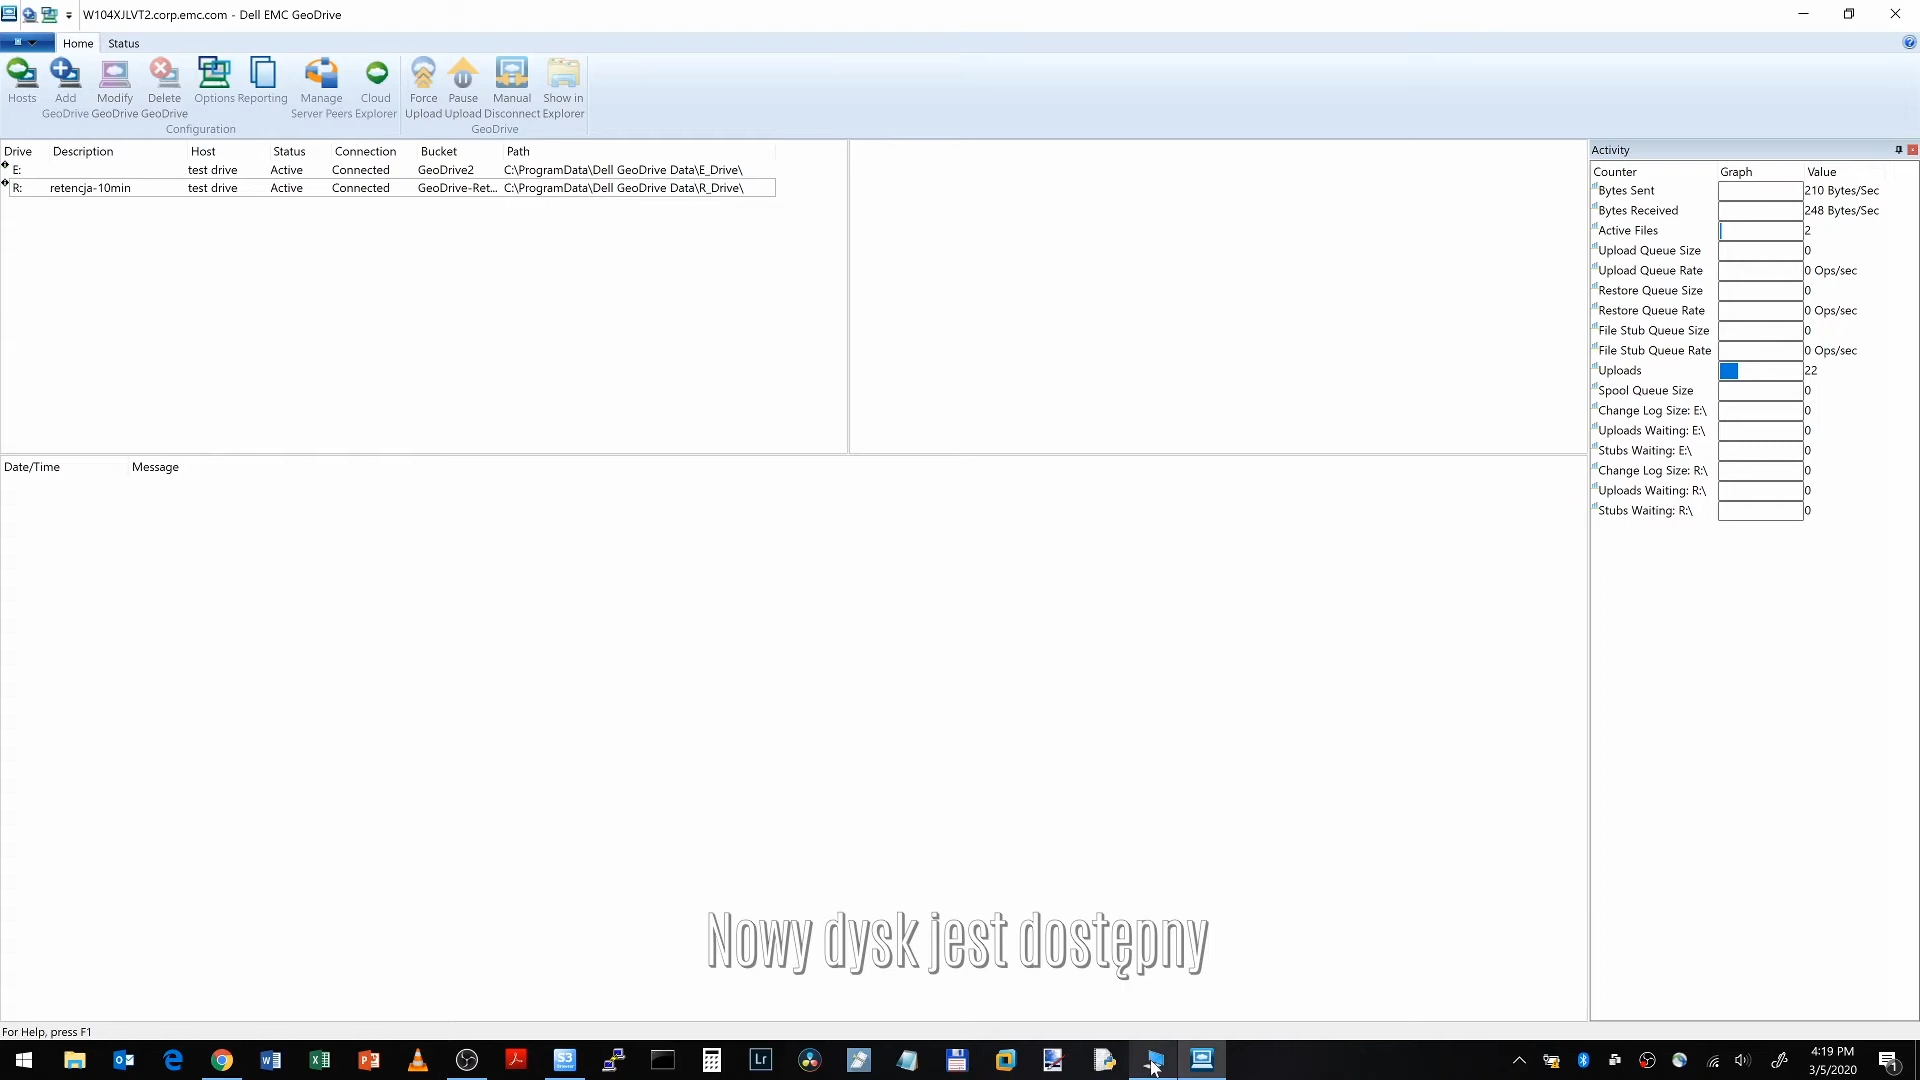 W104XJLVT2.corp.emc.com - Dell EMC GeoDrive
Home Status
Hosts Add GeoDrive Modify GeoDrive Delete GeoDrive Options Reporting Manage Server Peers Cloud Explorer Force Upload Pause Upload Manual Disconnect Show in Explorer
Configuration GeoDrive
Drive Description Host Status Connection Bucket Path
E: test drive Active Connected GeoDrive2 C:\ProgramData\Dell GeoDrive Data\E_Drive\
R: retencja-10min test drive Active Connected GeoDrive-Ret... C:\ProgramData\Dell GeoDrive Data\R_Drive\
Activity
Counter Graph Value
Bytes Sent 210 Bytes/Sec
Bytes Received 248 Bytes/Sec
Active Files 2
Upload Queue Size 0
Upload Queue Rate 0 Ops/sec
Restore Queue Size 0
Restore Queue Rate 0 Ops/sec
File Stub Queue Size 0
File Stub Queue Rate 0 Ops/sec
Uploads 22
Spool Queue Size 0
Change Log Size: E:\ 0
Uploads Waiting: E:\ 0
Stubs Waiting: E:\ 0
Change Log Size: R:\ 0
Uploads Waiting: R:\ 0
Stubs Waiting: R:\ 0
Date/Time Message
Nowy dysk jest dostępny
For Help, press F1
S3
Lr
4:19 PM
3/5/2020
1